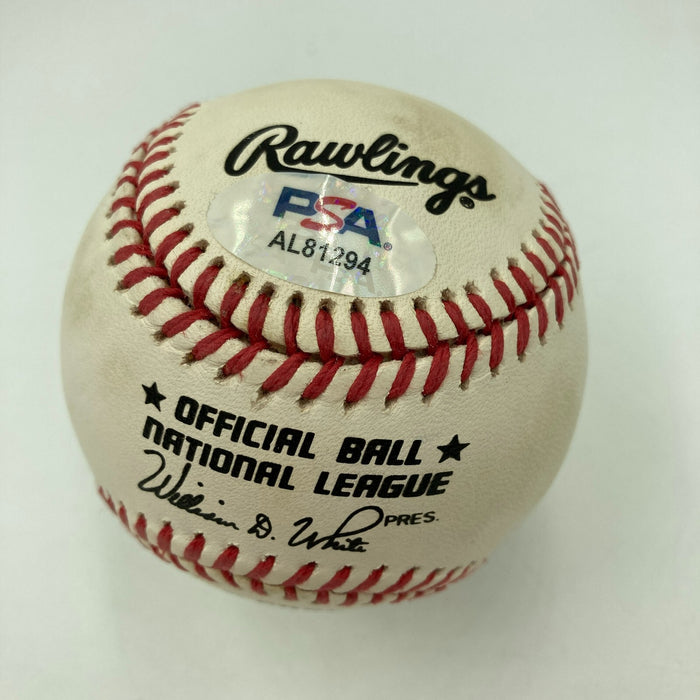 Rawlings®
PSA®
AL81294
★ OFFICIAL BALL ★
NATIONAL LEAGUE
William D. White PRES.